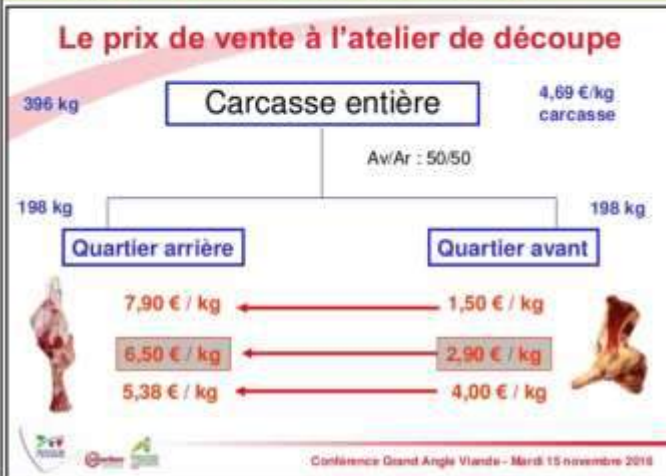 Le prix de vente à l'atelier de découpe
396 kg
Carcasse entière
4,69 €/kg
carcasse
Av/Ar : 50/50
198 kg
198 kg
Quartier arrière
Quartier avant
7,90 € / kg
1,50 € / kg
6,50 € / kg
2,90 € / kg
5,38 € / kg
4,00 € / kg
Conférence Grand Angle Viande - Mardi 15 novembre 2016